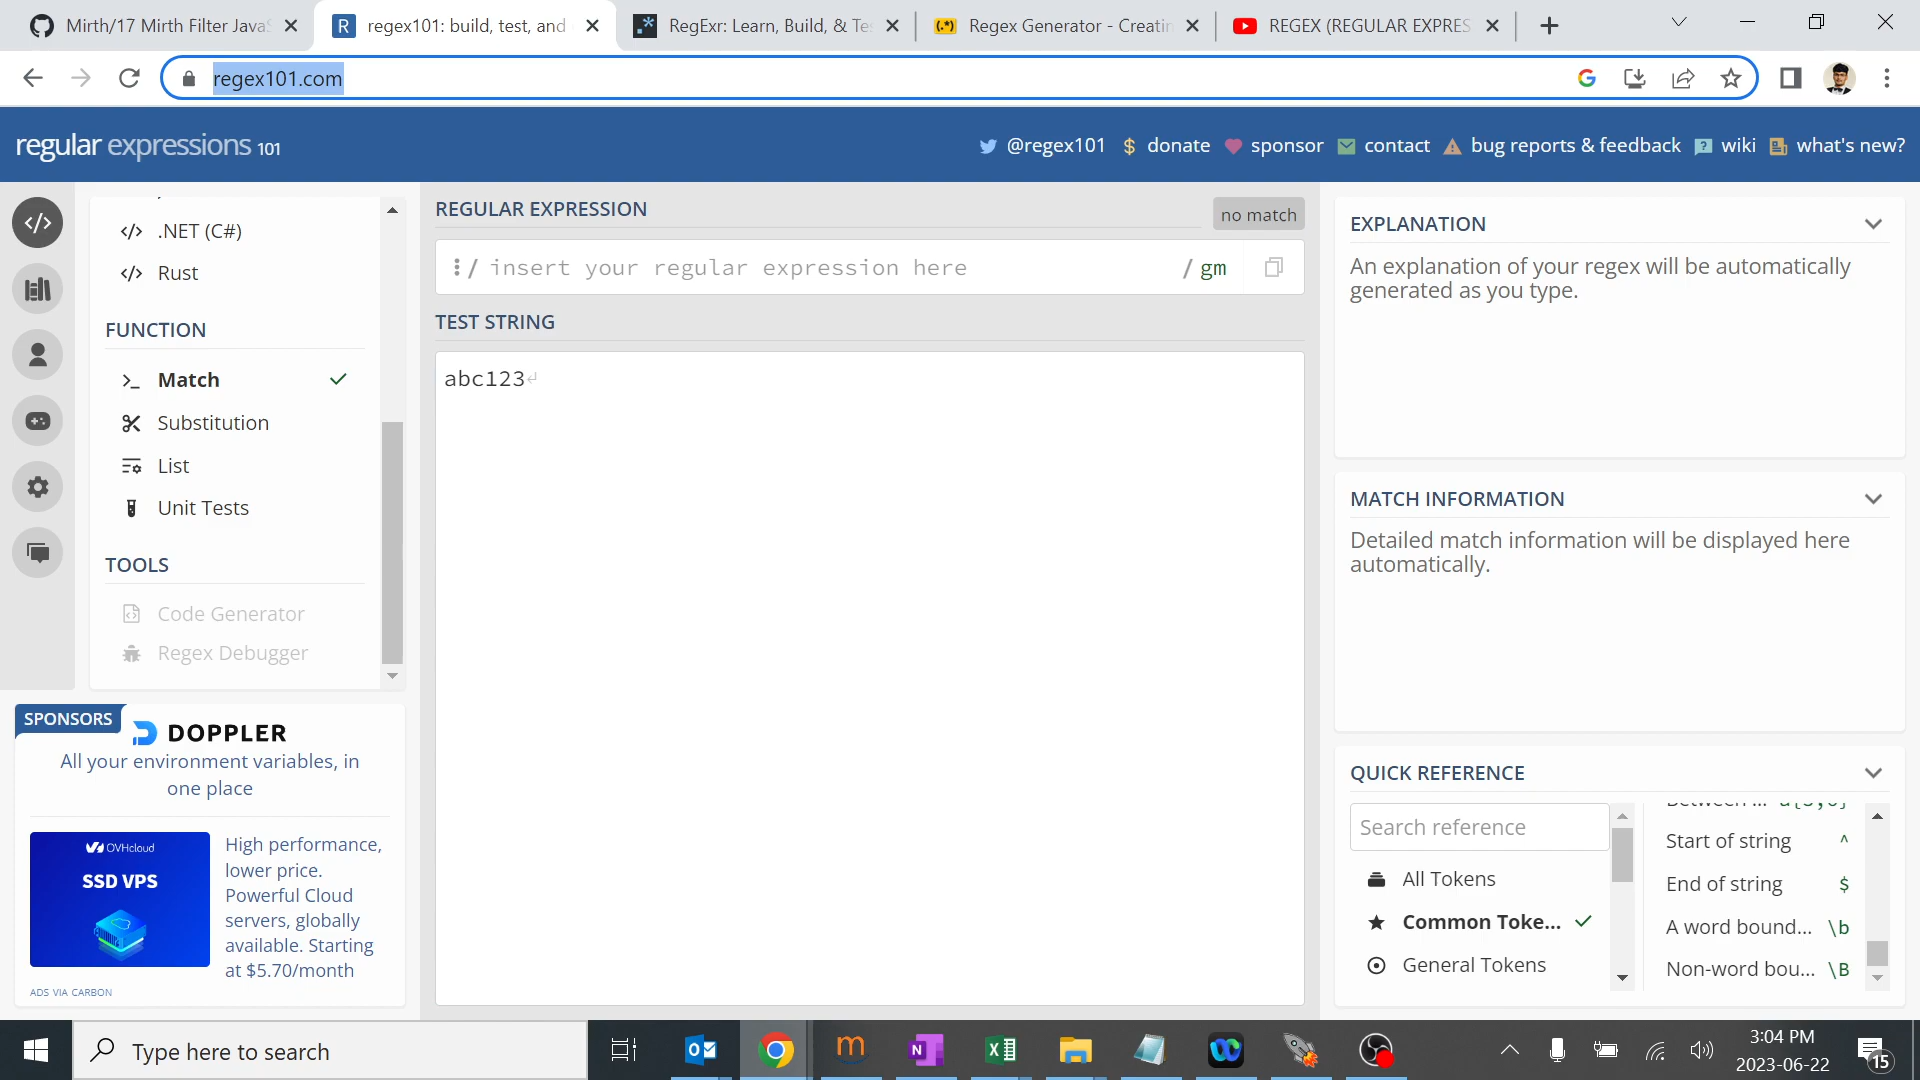 Mirth/17 Mirth Filter JavaS
regex101: build, test, and
RegExr: Learn, Build, & Te
Regex Generator - Creatin
REGEX (REGULAR EXPRES
regex101.com
regular expressions 101
@regex101
$ donate
sponsor
contact
bug reports & feedback
wiki
what's new?
</> .NET (C#)
</> Rust
FUNCTION
Match
Substitution
List
Unit Tests
TOOLS
Code Generator
Regex Debugger
SPONSORS
DOPPLER
All your environment variables, in
one place
OVHcloud
SSD VPS
High performance,
lower price.
Powerful Cloud
servers, globally
available. Starting
at $5.70/month
ADS VIA CARBON
REGULAR EXPRESSION
no match
/ insert your regular expression here / gm
TEST STRING
abc123
EXPLANATION
An explanation of your regex will be automatically
generated as you type.
MATCH INFORMATION
Detailed match information will be displayed here
automatically.
QUICK REFERENCE
Search reference
All Tokens
Common Toke...
General Tokens
Start of string ^
End of string $
A word bound... \b
Non-word bou... \B
Type here to search
3:04 PM
2023-06-22
15